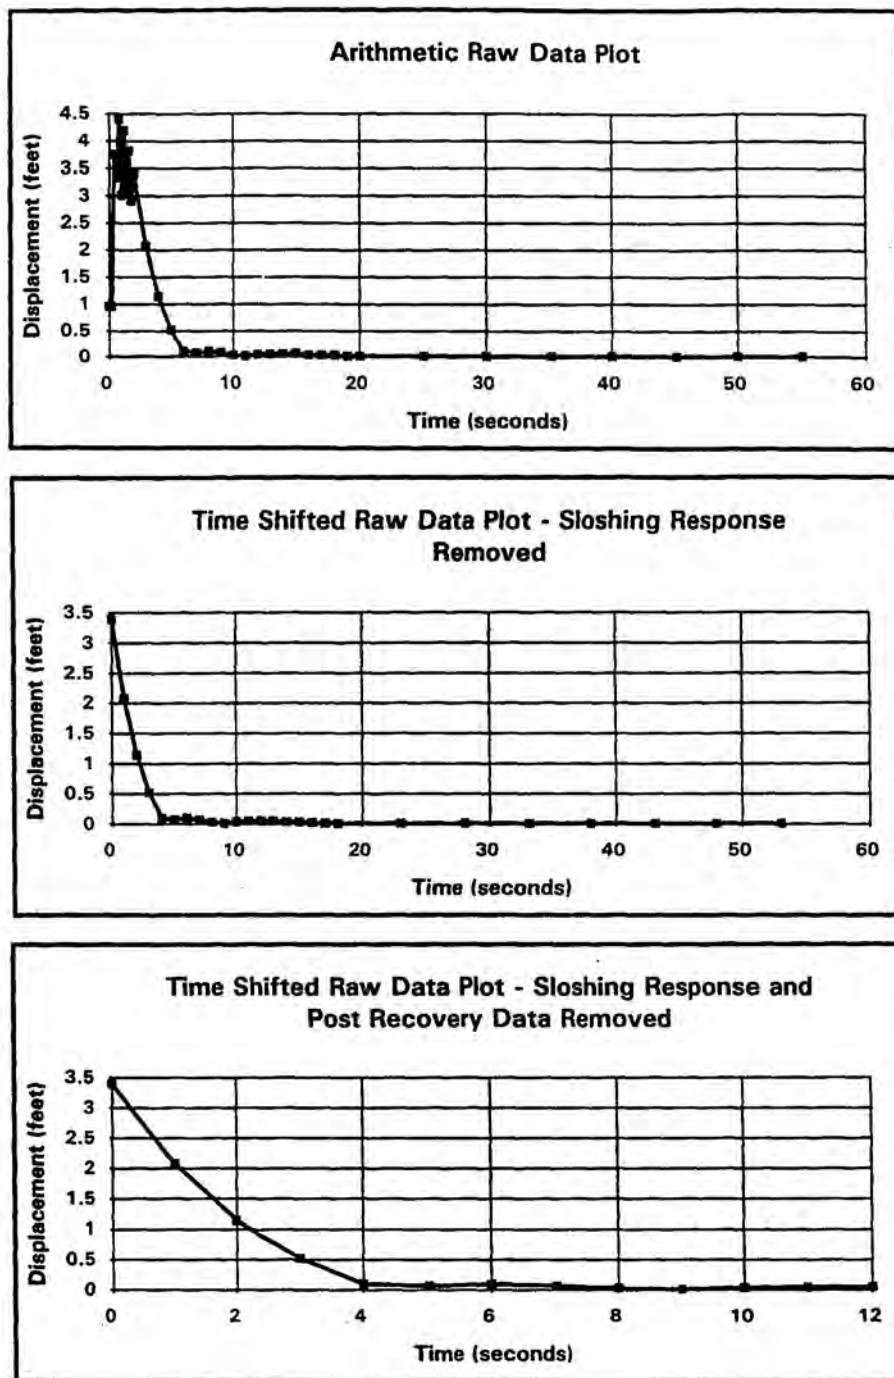 Arithmetic Raw Data Plot
4.5
4
3.5
3
2.5
2
1.5
1
0.5
0
Displacement (feet)
0 10 20 30 40 50 60
Time (seconds)
Time Shifted Raw Data Plot - Sloshing Response
Removed
3.5
3
2.5
2
1.5
1
0.5
0
Displacement (feet)
0 10 20 30 40 50 60
Time (seconds)
Time Shifted Raw Data Plot - Sloshing Response and
Post Recovery Data Removed
3.5
3
2.5
2
1.5
1
0.5
0
Displacement (feet)
0 2 4 6 8 10 12
Time (seconds)